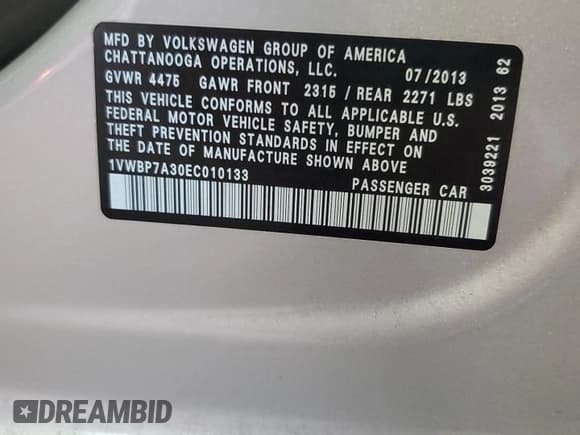 MFD BY VOLKSWAGEN GROUP OF AMERICA
CHATTANOOGA OPERATIONS, LLC. 07/2013
GVWR 4475 GAWR FRONT 2315 / REAR 2271 LBS
THIS VEHICLE CONFORMS TO ALL APPLICABLE U.S.
FEDERAL MOTOR VEHICLE SAFETY, BUMPER AND
THEFT PREVENTION STANDARDS IN EFFECT ON
THE DATE OF MANUFACTURE SHOWN ABOVE
1VWBP7A30EC010133 PASSENGER CAR
3039221 2013 62
DREAMBID